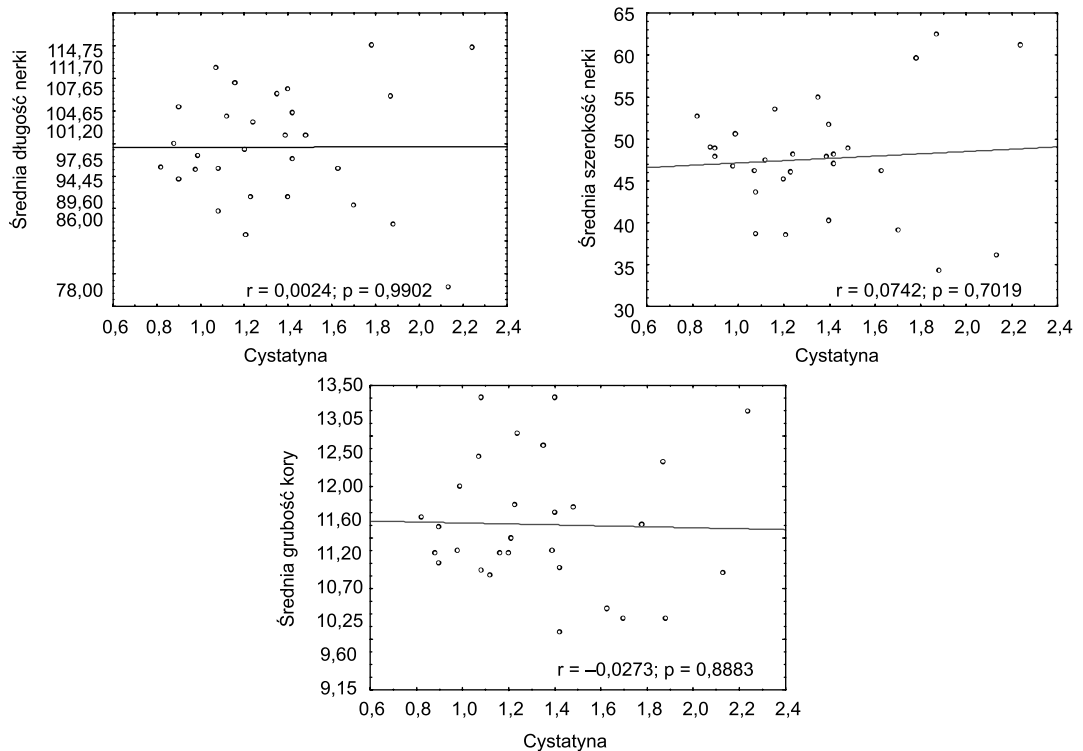 Średnia długość nerki
114,75
111,70
107,65
104,65
101,20
97,65
94,45
89,60
86,00
78,00
r = 0,0024; p = 0,9902
0,6 0,8 1,0 1,2 1,4 1,6 1,8 2,0 2,2 2,4
Cystatyna
Średnia szerokość nerki
65
60
55
50
45
40
35
30
r = 0,0742; p = 0,7019
0,6 0,8 1,0 1,2 1,4 1,6 1,8 2,0 2,2 2,4
Cystatyna
Średnia grubość kory
13,50
13,05
12,50
12,00
11,60
11,20
10,70
10,25
9,60
9,15
r = –0,0273; p = 0,8883
0,6 0,8 1,0 1,2 1,4 1,6 1,8 2,0 2,2 2,4
Cystatyna